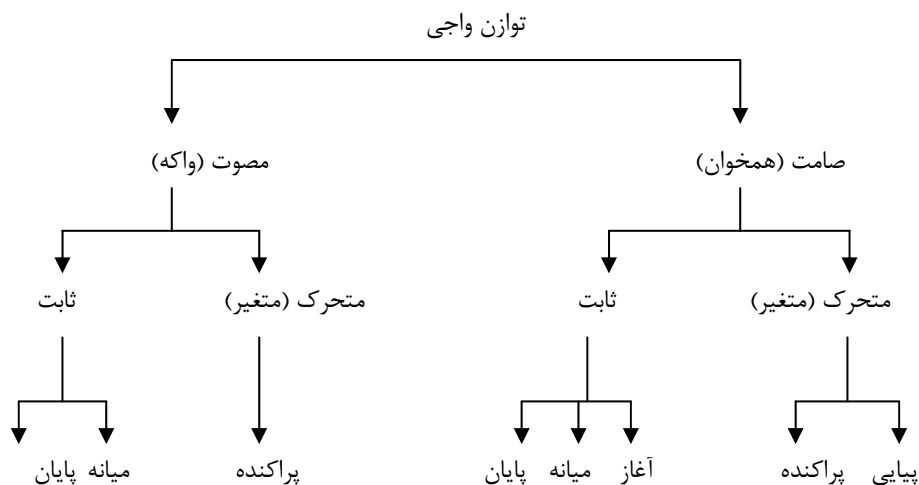 توازن واجی
صامت (همخوان) مصوت (واکه)
متحرک (متغیر) ثابت متحرک (متغیر) ثابت
پیایی پراکنده آغاز میانه پایان پراکنده میانه پایان